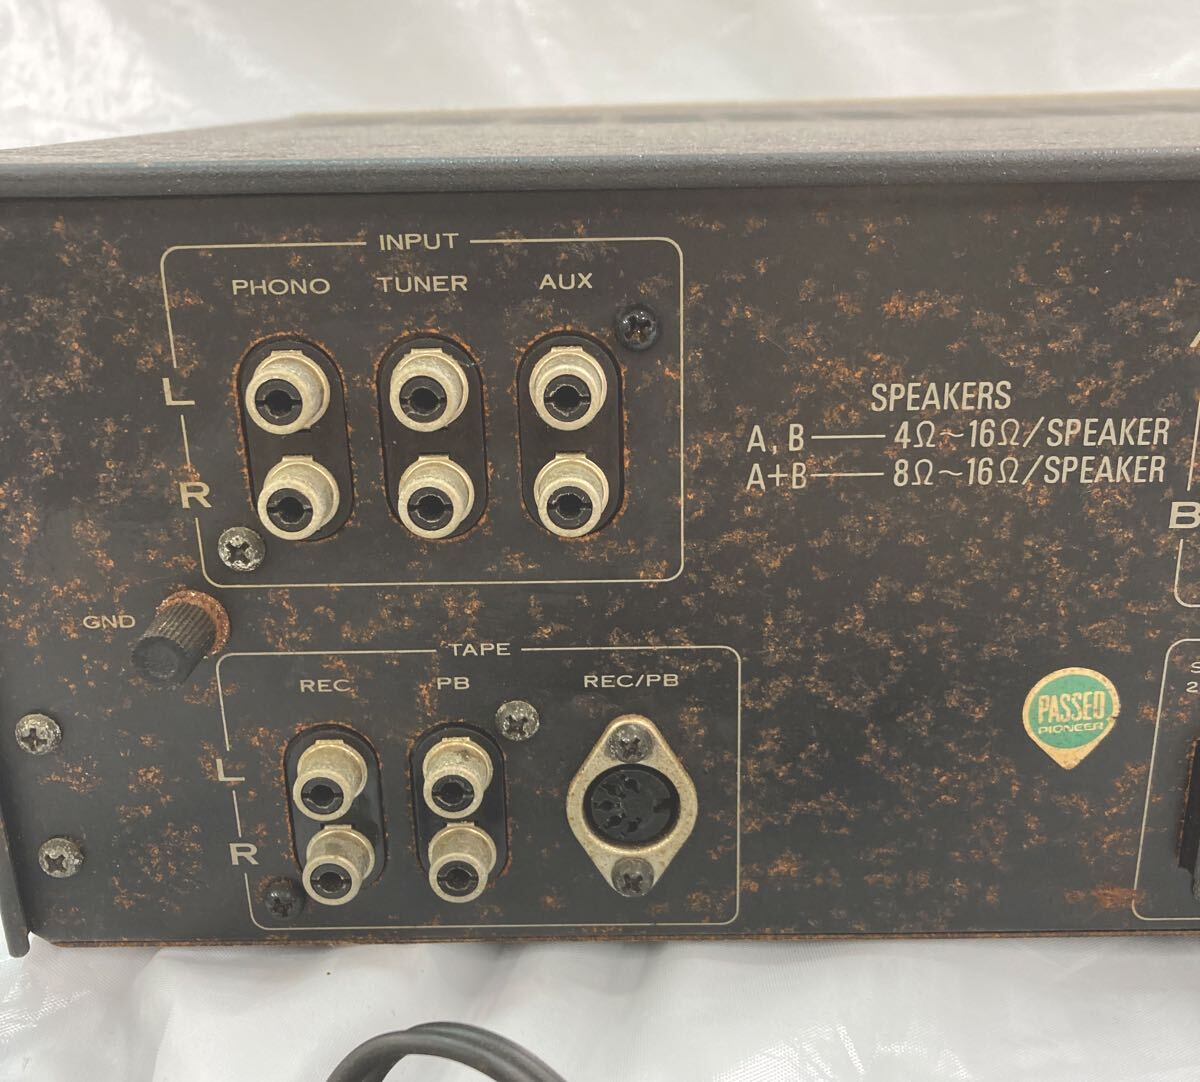 INPUT
PHONO TUNER AUX
L
R
GND
TAPE
REC PB REC/PB
L
R
SPEAKERS
A, B — 4Ω~16Ω/SPEAKER
A+B — 8Ω~16Ω/SPEAKER
B
PASSED
PIONEER
S
2